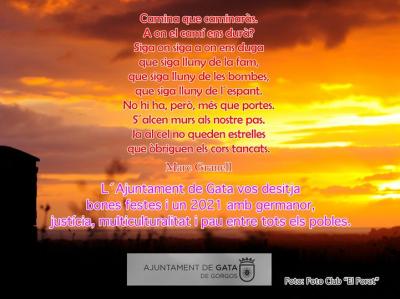 Camina que caminaràs.
A on el camí ens durà?
Siga on siga a on ens duga
que siga lluny de la fam,
que siga lluny de les bombes,
que siga lluny de l´espant.
No hi ha, però, més que portes.
S´alcen murs als nostre pas.
Ja al cel no queden estrelles
que òbriguen els cors tancats.
Marc Granell
L´Ajuntament de Gata vos desitja
bones festes i un 2021 amb germanor,
justícia, multiculturalitat i pau entre tots els pobles.
AJUNTAMENT DE GATA
DE GORGOS
Foto: Foto Club "El Forat"